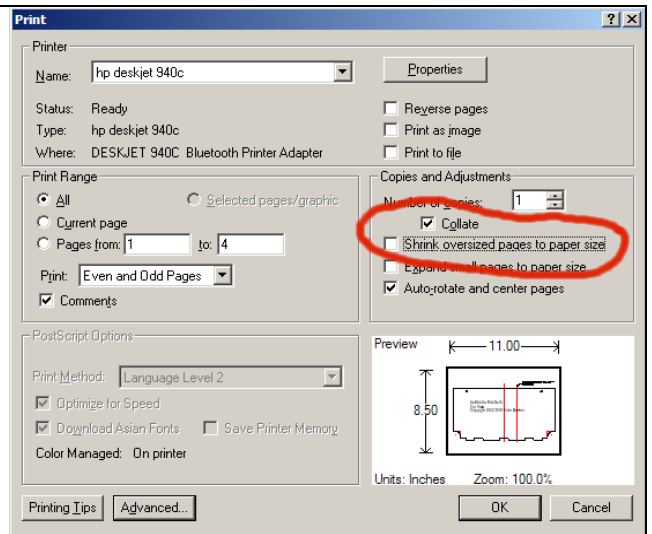 Print
Printer
Name: hp deskjet 940c
Properties
Status: Ready
Reverse pages
Type: hp deskjet 940c
Print as image
Where: DESKJET 940C Bluetooth Printer Adapter
Print to file
Print Range
All
Selected pages/graphic
Current page
Pages from: 1 to: 4
Print: Even and Odd Pages
Comments
Copies and Adjustments
Number of copies: 1
Collate
Shrink oversized pages to paper size
Expand small pages to paper size
Auto-rotate and center pages
PostScript Options
Print Method: Language Level 2
Optimize for Speed
Download Asian Fonts Save Printer Memory
Color Managed: On printer
Preview
11.00
8.50
Units: Inches Zoom: 100.0%
Printing Tips Advanced... OK Cancel